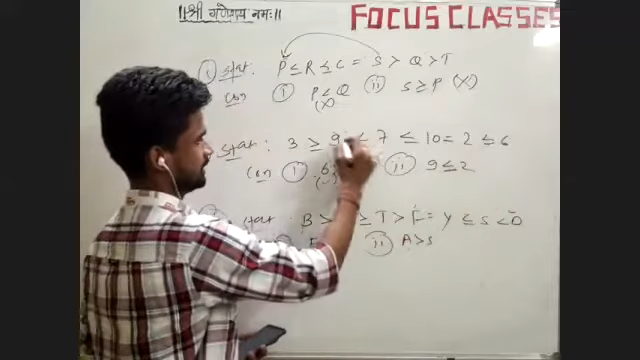 ॥श्री गणेशाय नमः॥
FOCUS CLASSES
(i) stat: P ≤ R ≤ C = S > Q > T
Con (i) P < Q (ii) S ≥ P (X)
(X)
stat: 3 ≥ 9 ≤ 7 ≤ 10 = 2 ≤ 6
Con (i) 6 (ii) 9 ≤ 2
stat: B > ≥ T > F = Y ≤ S < D
(ii) A > S